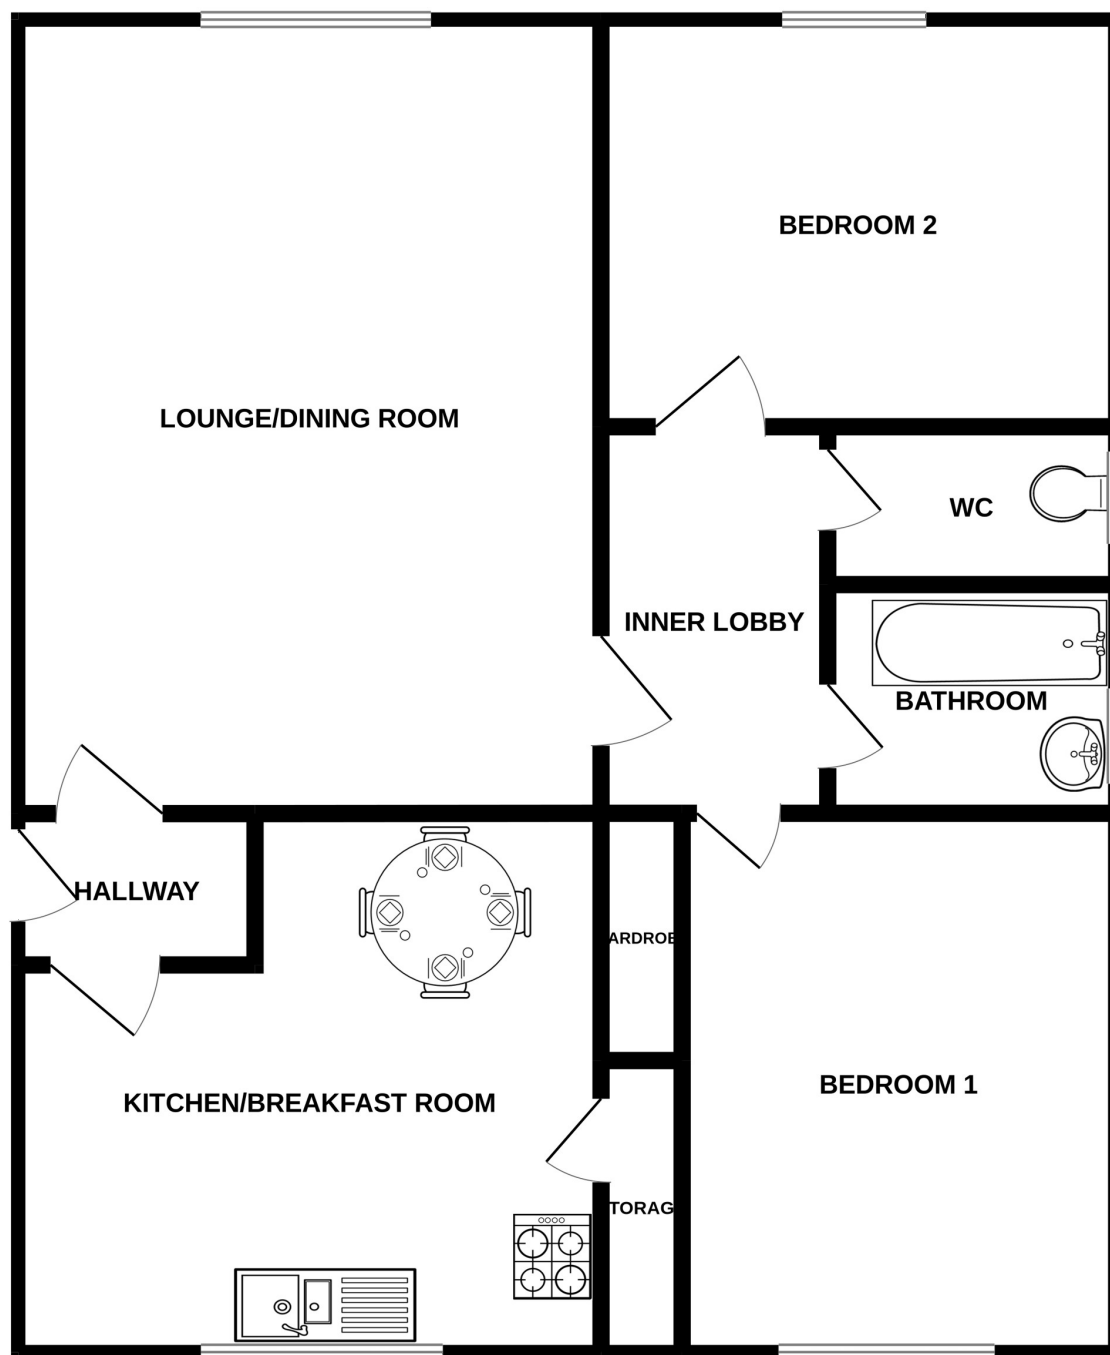 BEDROOM 2
LOUNGE/DINING ROOM
WC
INNER LOBBY
BATHROOM
HALLWAY
ARDROB
BEDROOM 1
KITCHEN/BREAKFAST ROOM
TORAG